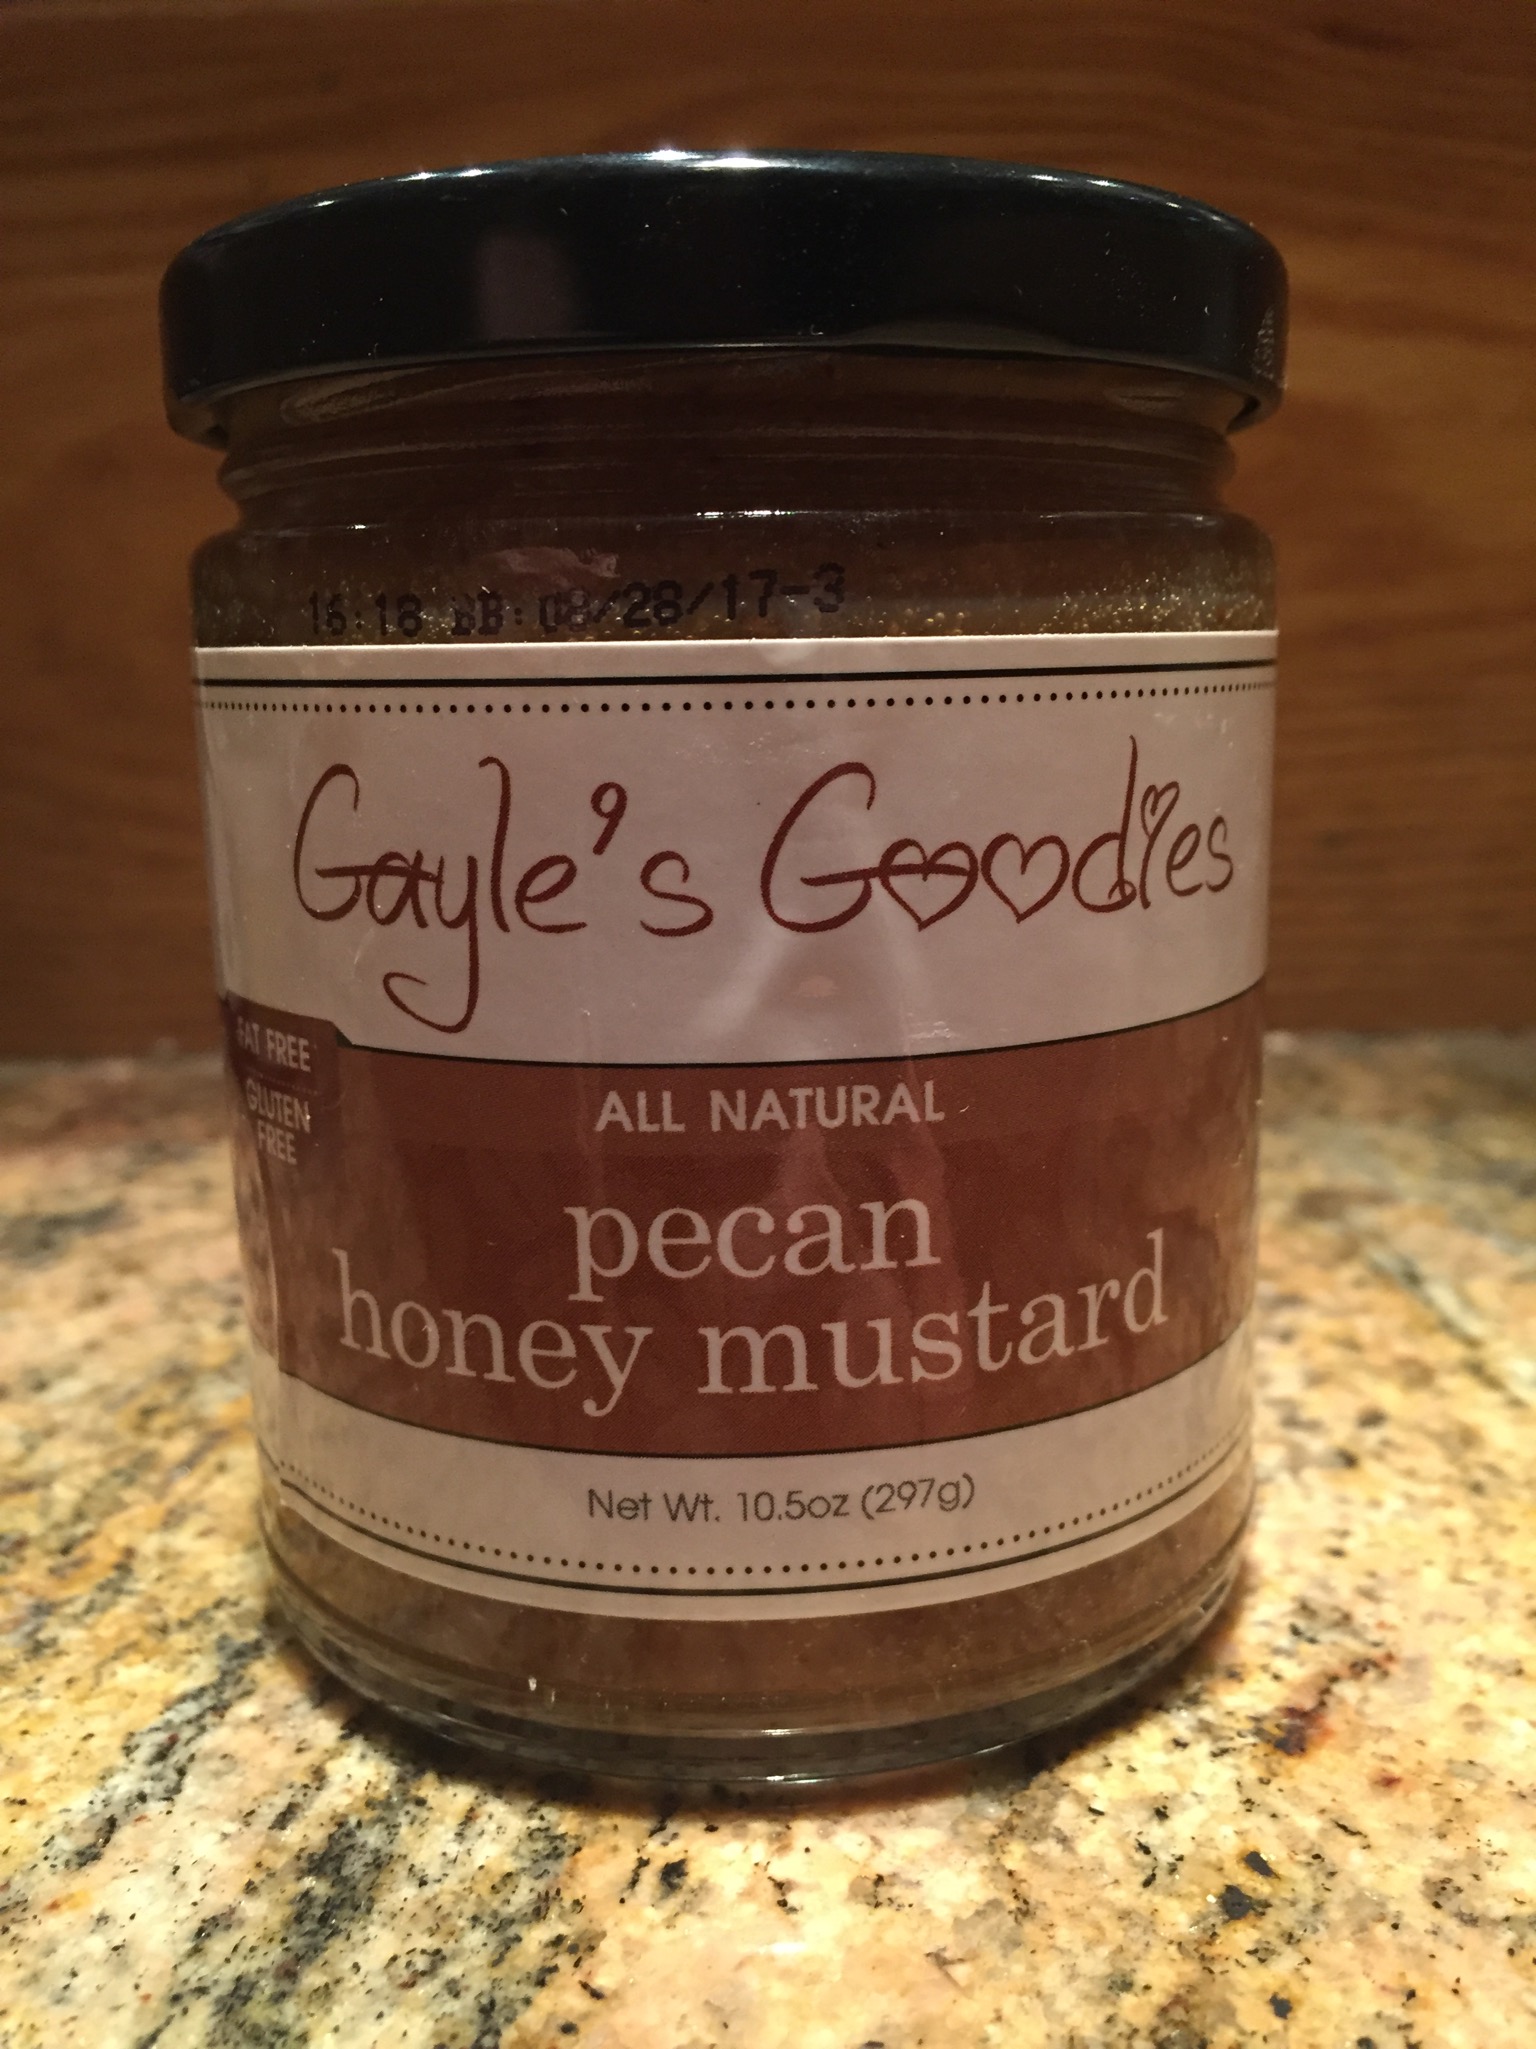 16:18 BB:08/28/17-3
Gayle's Goodies
FAT FREE
GLUTEN
FREE
ALL NATURAL
pecan
honey mustard
Net Wt. 10.5oz (297g)